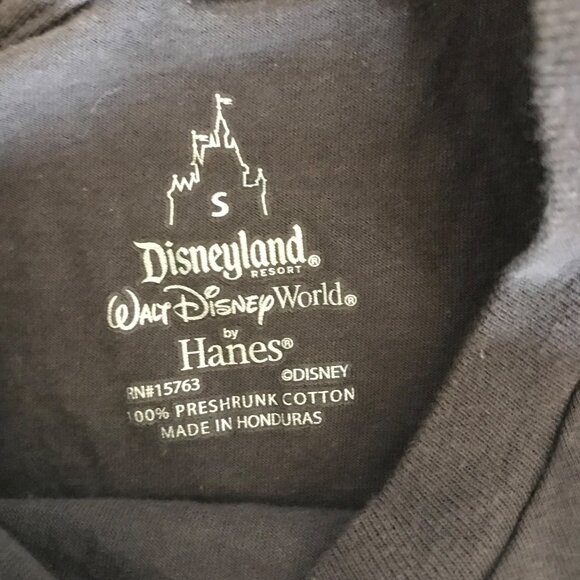 S
Disneyland®
RESORT
WALT DISNEY World®
by
Hanes®
RN#15763 ©DISNEY
100% PRESHRUNK COTTON
MADE IN HONDURAS